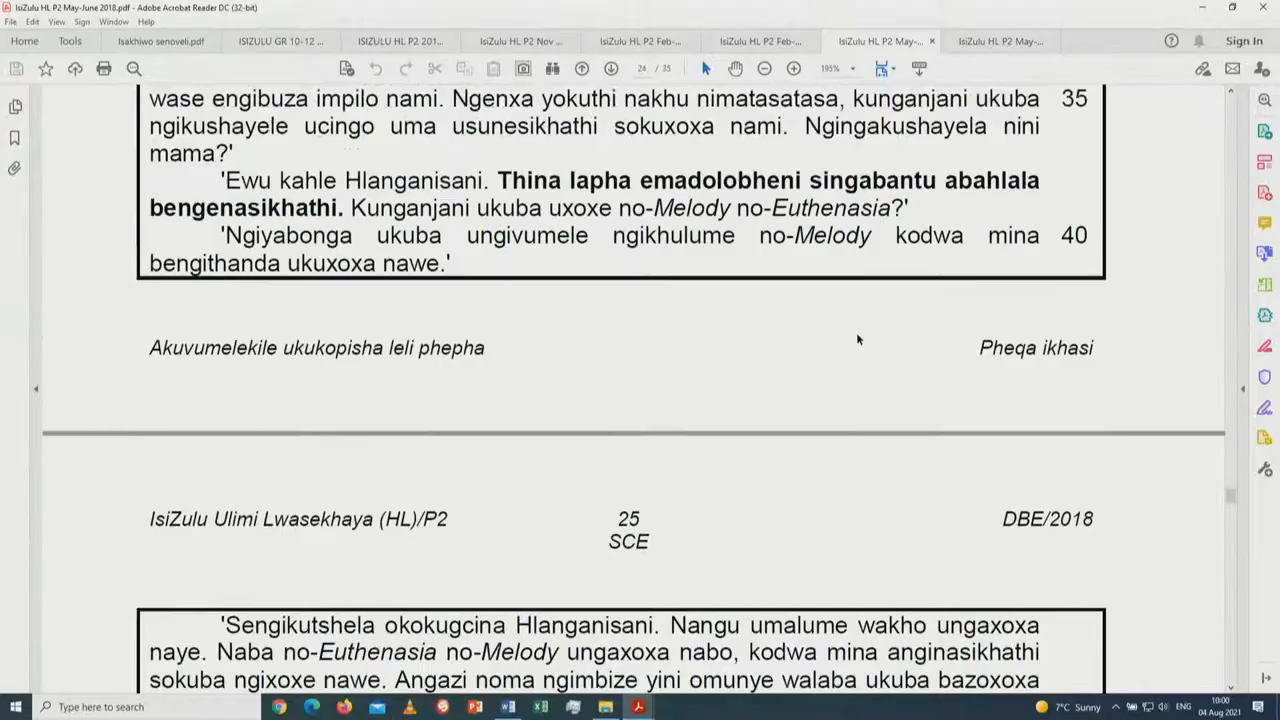 IsiZulu HL P2 May-June 2018.pdf - Adobe Acrobat Reader DC (32-bit)
File Edit View Sign Window Help
Home Tools Isakhiwo senoveli.pdf ISIZULU GR 10-12 ... ISIZULU HL P2 201... IsiZulu HL P2 Nov ... IsiZulu HL P2 Feb-... IsiZulu HL P2 Feb-... IsiZulu HL P2 May-... × IsiZulu HL P2 May-... Sign In
24 / 35 195%
wase engibuza impilo nami. Ngenxa yokuthi nakhu nimatasatasa, kunganjani ukuba 35
ngikushayele ucingo uma usunesikhathi sokuxoxa nami. Ngingakushayela nini
mama?'
'Ewu kahle Hlanganisani. Thina lapha emadolobheni singabantu abahlala
bengenasikhathi. Kunganjani ukuba uxoxe no-Melody no-Euthenasia?'
'Ngiyabonga ukuba ungivumele ngikhulume no-Melody kodwa mina 40
bengithanda ukuxoxa nawe.'
Akuvumelekile ukukopisha leli phepha Pheqa ikhasi
IsiZulu Ulimi Lwasekhaya (HL)/P2 25 DBE/2018
SCE
'Sengikutshela okokugcina Hlanganisani. Nangu umalume wakho ungaxoxa
naye. Naba no-Euthenasia no-Melody ungaxoxa nabo, kodwa mina anginasikhathi
sokuba ngixoxe nawe. Angazi noma ngimbize yini omunye walaba ukuba bazoxoxa
Type here to search 7°C Sunny ENG 10:00
04 Aug 2021